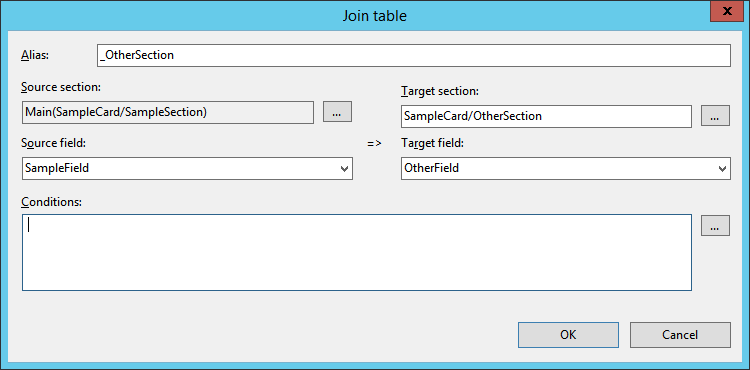 Join table
x
Alias: _OtherSection
Source section: Target section:
Main(SampleCard/SampleSection) ... SampleCard/OtherSection ...
Source field: => Target field:
SampleField OtherField
Conditions:
...
OK Cancel